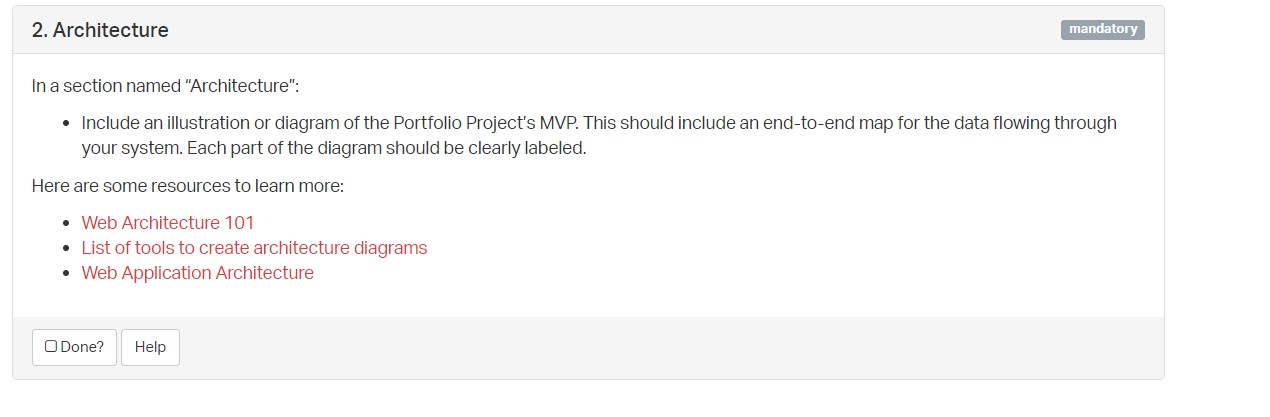 2. Architecture
mandatory
In a section named “Architecture”:
• Include an illustration or diagram of the Portfolio Project’s MVP. This should include an end-to-end map for the data flowing through
your system. Each part of the diagram should be clearly labeled.
Here are some resources to learn more:
• Web Architecture 101
• List of tools to create architecture diagrams
• Web Application Architecture
Done?
Help